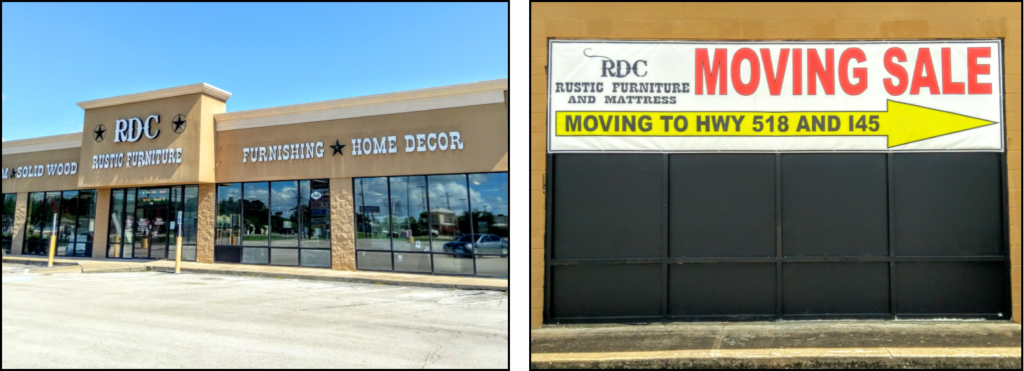 RDC
RUSTIC FURNITURE
M ★ SOLID WOOD
FURNISHING ★ HOME DECOR
RDC
RUSTIC FURNITURE
AND MATTRESS
MOVING SALE
MOVING TO HWY 518 AND I45